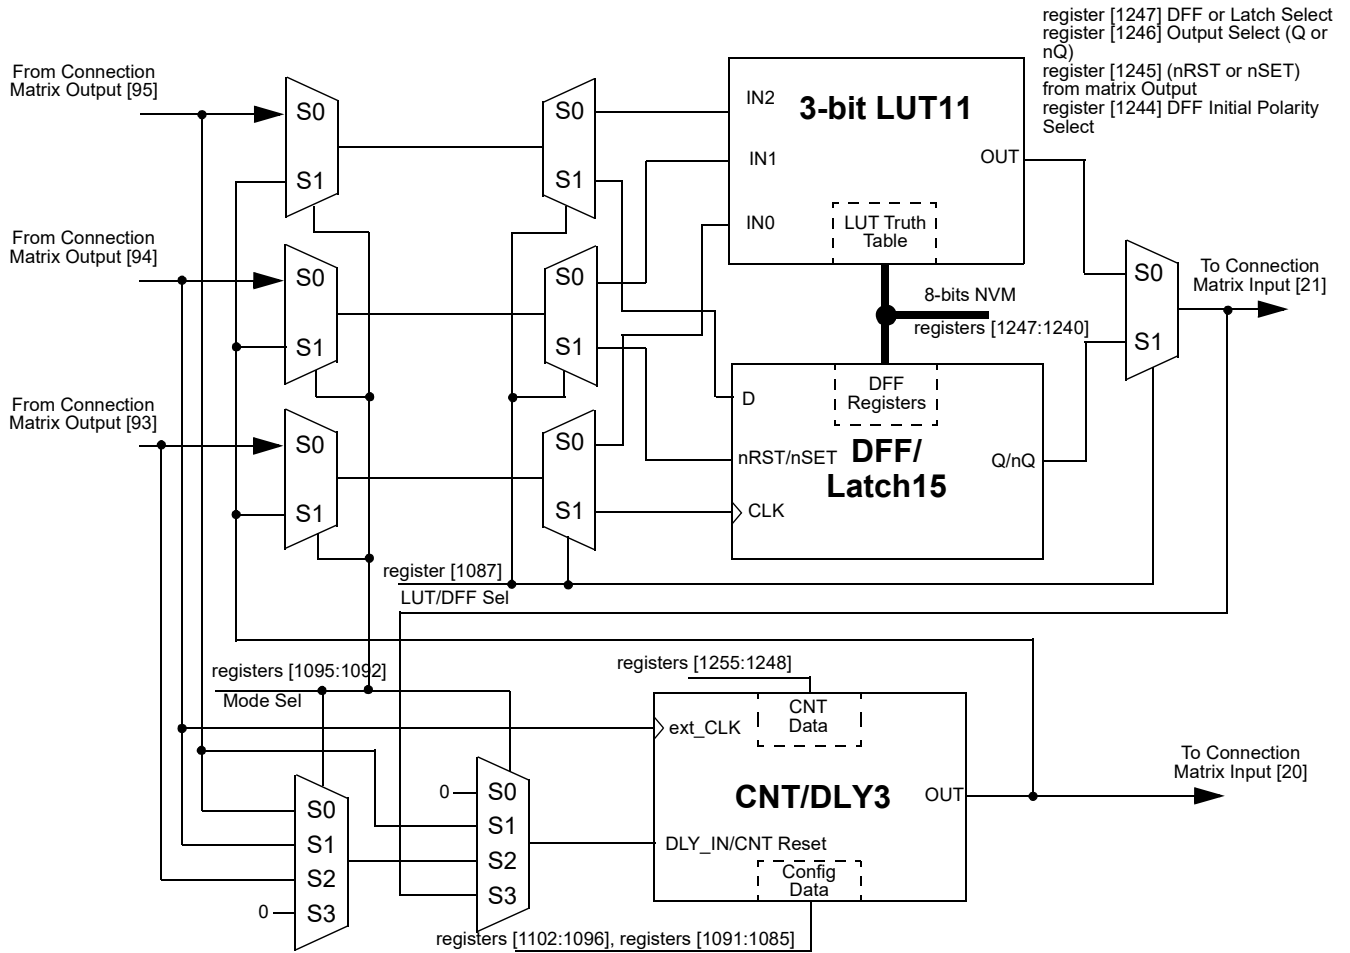 register [1247] DFF or Latch Select
register [1246] Output Select (Q or
nQ)
register [1245] (nRST or nSET)
from matrix Output
register [1244] DFF Initial Polarity
Select
From Connection
Matrix Output [95]
S0
S1
S0
S1
IN2
3-bit LUT11
IN1
OUT
IN0
LUT Truth
Table
From Connection
Matrix Output [94]
S0
S1
S0
S1
8-bits NVM
registers [1247:1240]
S0
S1
To Connection
Matrix Input [21]
From Connection
Matrix Output [93]
S0
S1
S0
S1
D
DFF
Registers
nRST/nSET
DFF/
Latch15
Q/nQ
CLK
register [1087]
LUT/DFF Sel
registers [1095:1092]
Mode Sel
registers [1255:1248]
CNT
Data
ext_CLK
CNT/DLY3
OUT
To Connection
Matrix Input [20]
DLY_IN/CNT Reset
Config
Data
S0
S1
S2
0
S3
0
S0
S1
S2
S3
registers [1102:1096], registers [1091:1085]